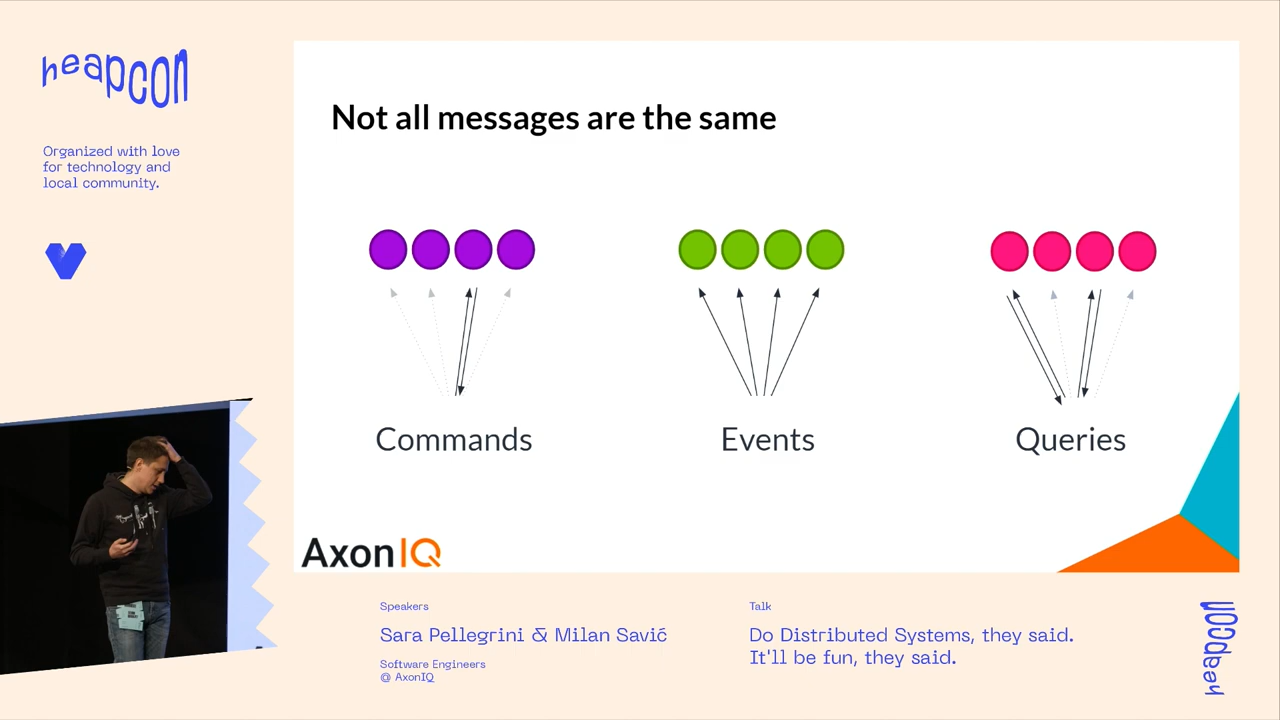 heapcon
Organized with love
for technology and
local community.
Not all messages are the same
Commands
Events
Queries
AxonIQ
Speakers
Sara Pellegrini & Milan Savić
Software Engineers
@ AxonIQ
Talk
Do Distributed Systems, they said.
It'll be fun, they said.
heapcon